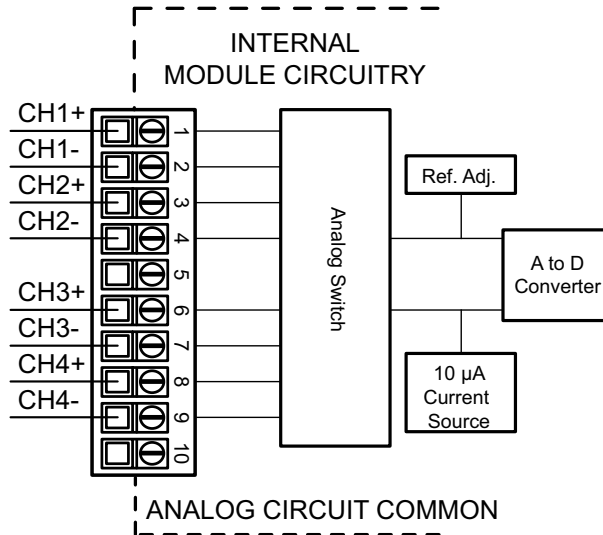 INTERNAL
MODULE CIRCUITRY
CH1+
CH1-
CH2+
CH2-
CH3+
CH3-
CH4+
CH4-
1
2
3
4
5
6
7
8
9
10
Analog Switch
Ref. Adj.
A to D
Converter
10 µA
Current
Source
ANALOG CIRCUIT COMMON